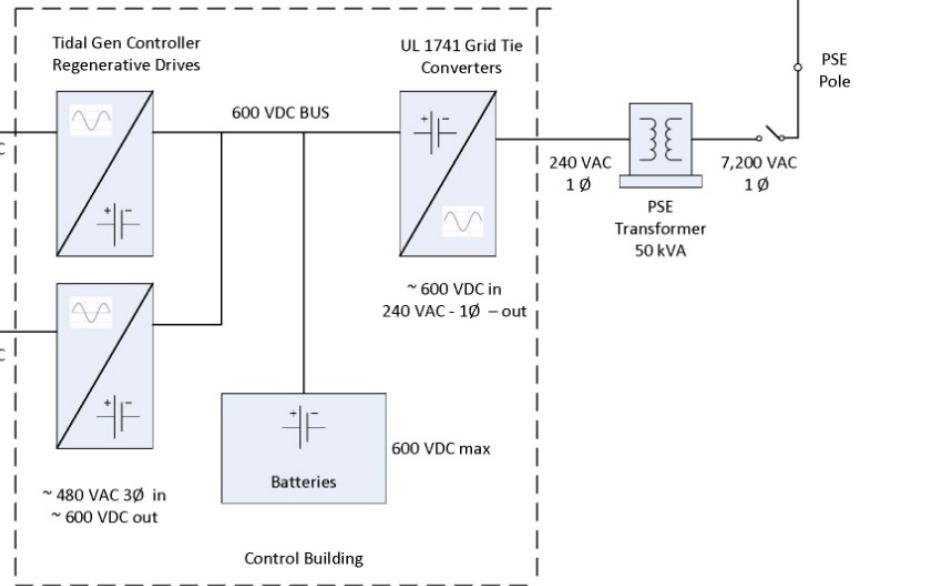 Tidal Gen Controller
Regenerative Drives
UL 1741 Grid Tie
Converters
PSE
Pole
600 VDC BUS
C
240 VAC
1 Ø
7,200 VAC
1 Ø
PSE
Transformer
50 kVA
~ 600 VDC in
240 VAC - 1Ø – out
C
600 VDC max
Batteries
~ 480 VAC 3Ø in
~ 600 VDC out
Control Building